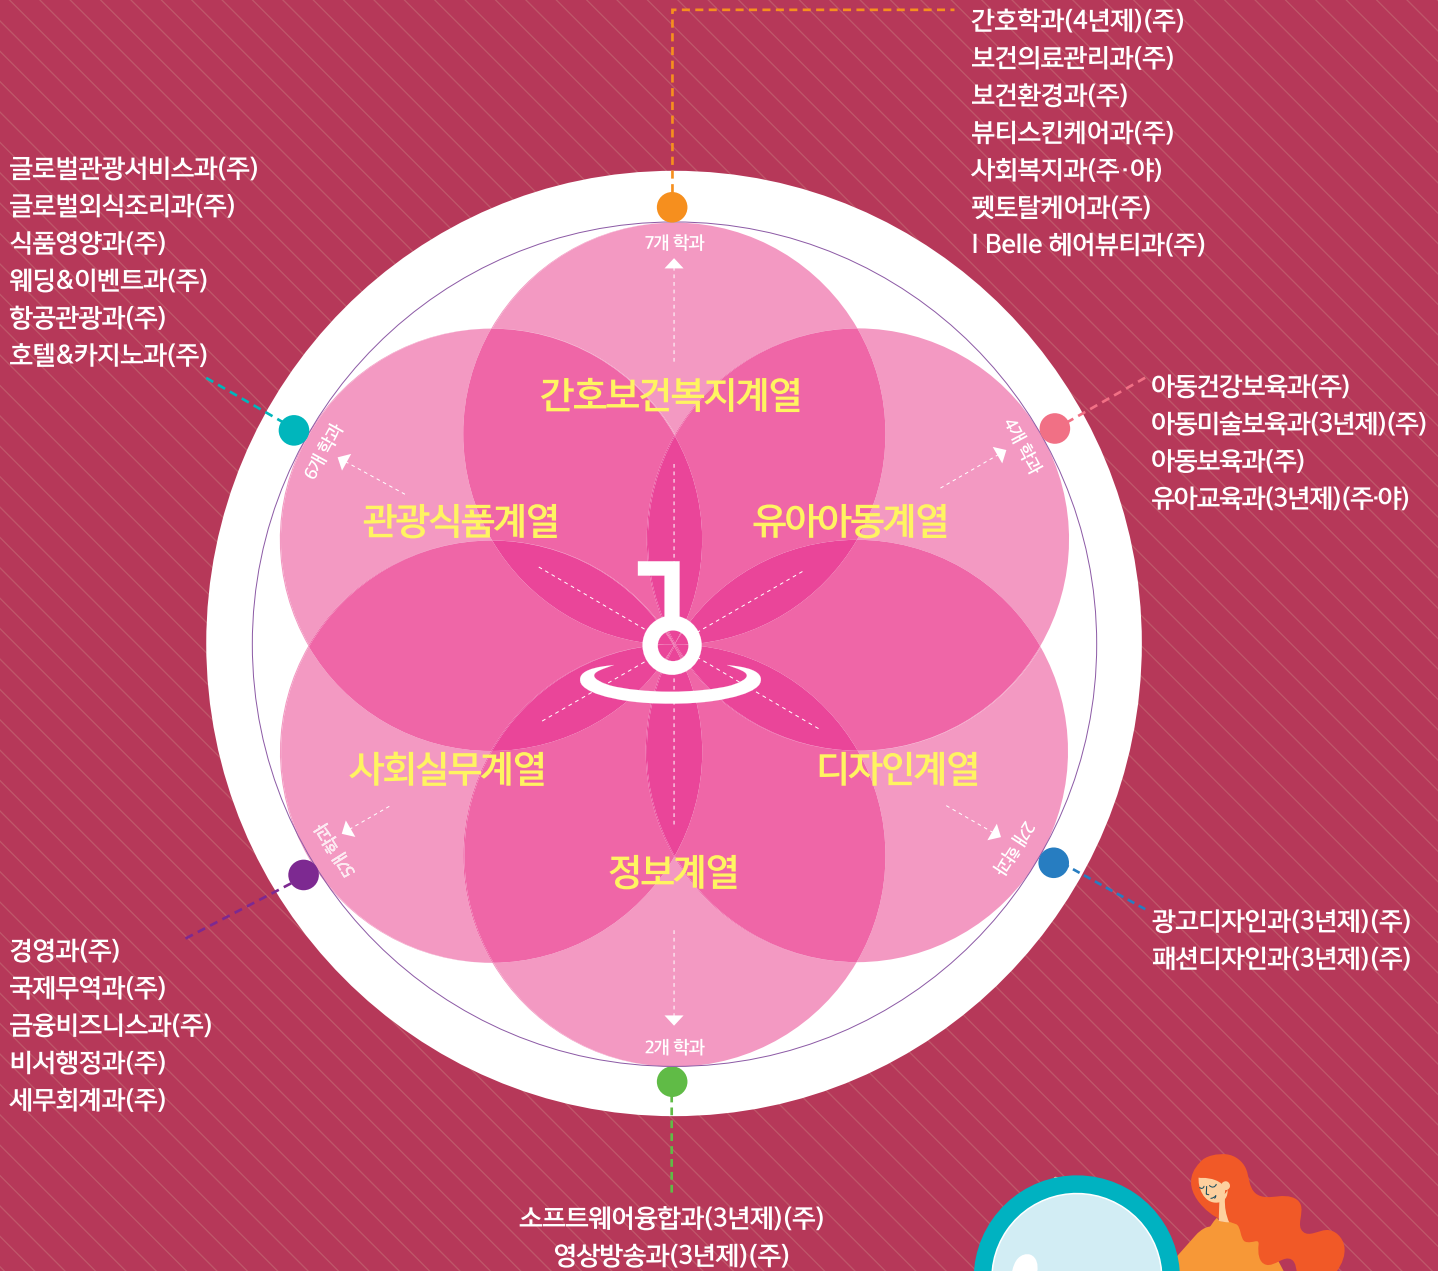 간호학과(4년제)(주)
보건의료관리과(주)
보건환경과(주)
뷰티스킨케어과(주)
사회복지과(주·야)
펫토탈케어과(주)
I Belle 헤어뷰티과(주)
글로벌관광서비스과(주)
글로벌외식조리과(주)
식품영양과(주)
웨딩&이벤트과(주)
항공관광과(주)
호텔&카지노과(주)
7개 학과
간호보건복지계열
아동건강보육과(주)
아동미술보육과(3년제)(주)
아동보육과(주)
유아교육과(3년제)(주·야)
6개 학과
4개 학과
관광식품계열
유아아동계열
사회실무계열
디자인계열
5개 학과
2개 학과
정보계열
경영과(주)
국제무역과(주)
금융비즈니스과(주)
비서행정과(주)
세무회계과(주)
광고디자인과(3년제)(주)
패션디자인과(3년제)(주)
2개 학과
소프트웨어융합과(3년제)(주)
영상방송과(3년제)(주)